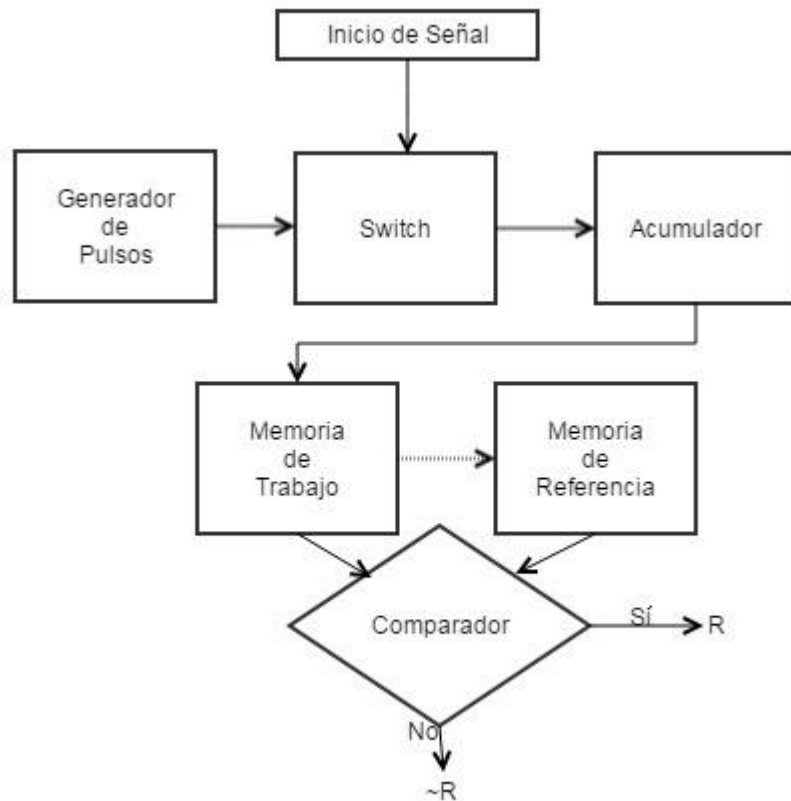 Inicio de Señal
Generador
de
Pulsos
Switch
Acumulador
Memoria
de
Trabajo
Memoria
de
Referencia
Comparador
Sí
R
No
~R